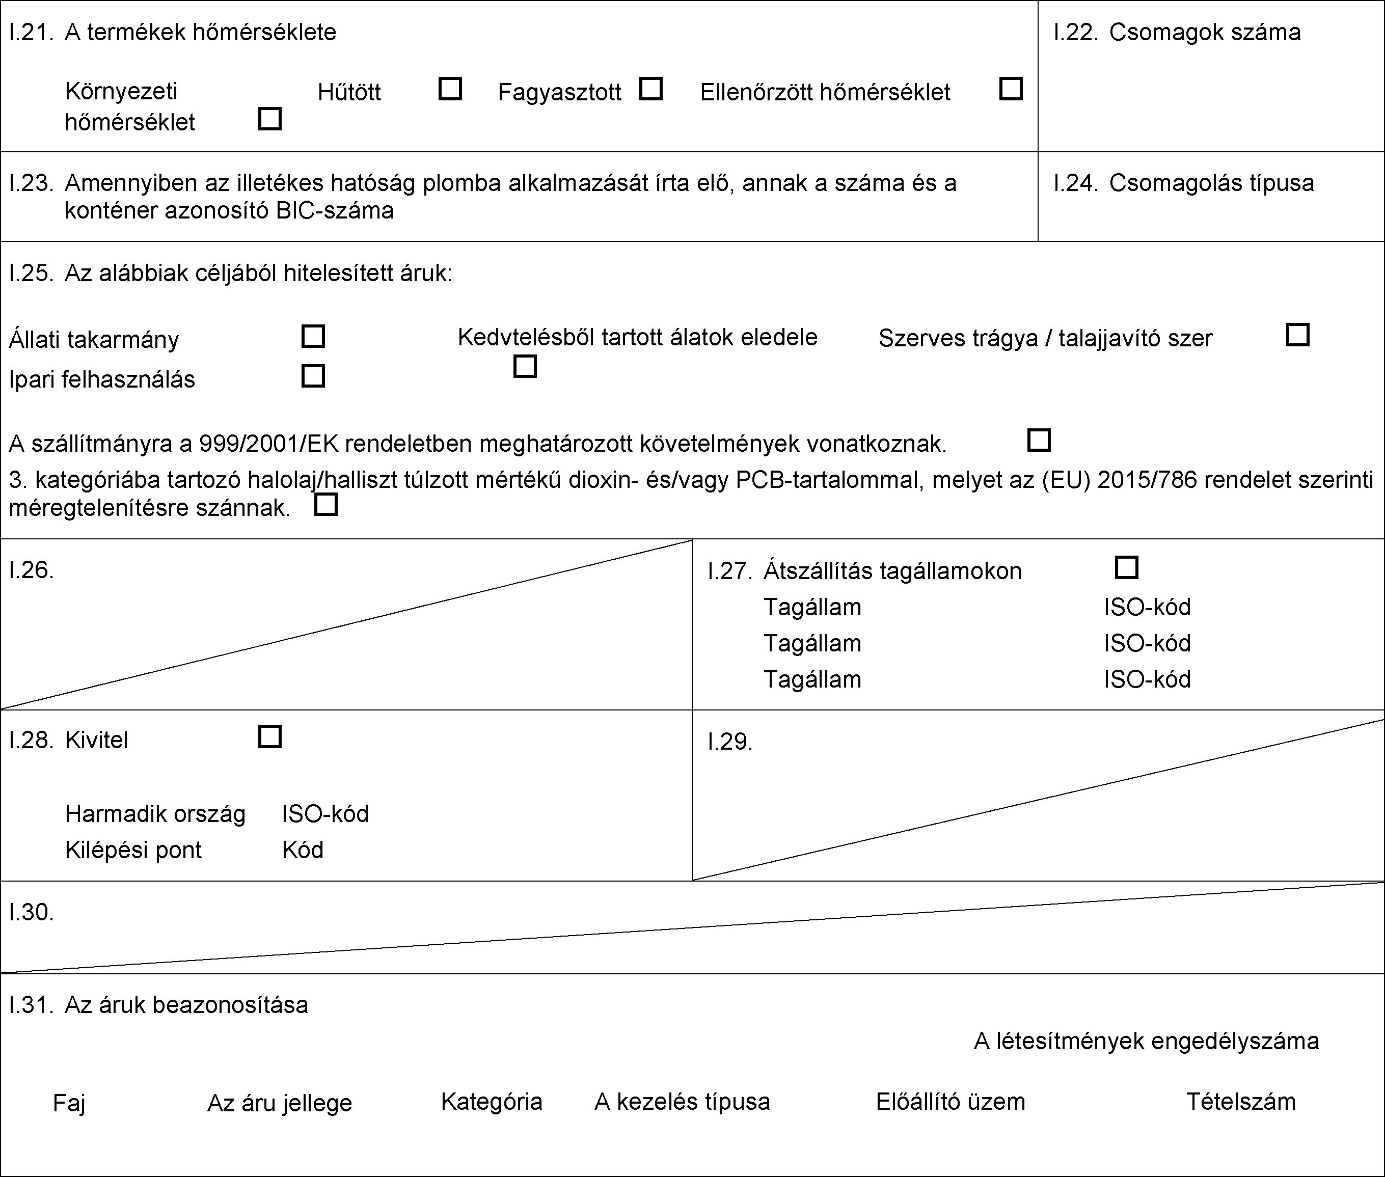 I.21. A termékek hőmérséklete
Környezeti hőmérséklet ☐ Hűtött ☐ Fagyasztott ☐ Ellenőrzött hőmérséklet ☐
I.22. Csomagok száma
I.23. Amennyiben az illetékes hatóság plomba alkalmazását írta elő, annak a száma és a
konténer azonosító BIC-száma
I.24. Csomagolás típusa
I.25. Az alábbiak céljából hitelesített áruk:
Állati takarmány ☐ Kedvtelésből tartott álatok eledele ☐ Szerves trágya / talajjavító szer ☐
Ipari felhasználás ☐
A szállítmányra a 999/2001/EK rendeletben meghatározott követelmények vonatkoznak. ☐
3. kategóriába tartozó halolaj/halliszt túlzott mértékű dioxin- és/vagy PCB-tartalommal, melyet az (EU) 2015/786 rendelet szerinti
méregtelenítésre szánnak. ☐
I.26.
I.27. Átszállítás tagállamokon ☐
Tagállam ISO-kód
Tagállam ISO-kód
Tagállam ISO-kód
I.28. Kivitel ☐
Harmadik ország ISO-kód
Kilépési pont Kód
I.29.
I.30.
I.31. Az áruk beazonosítása
A létesítmények engedélyszáma
Faj Az áru jellege Kategória A kezelés típusa Előállító üzem Tételszám